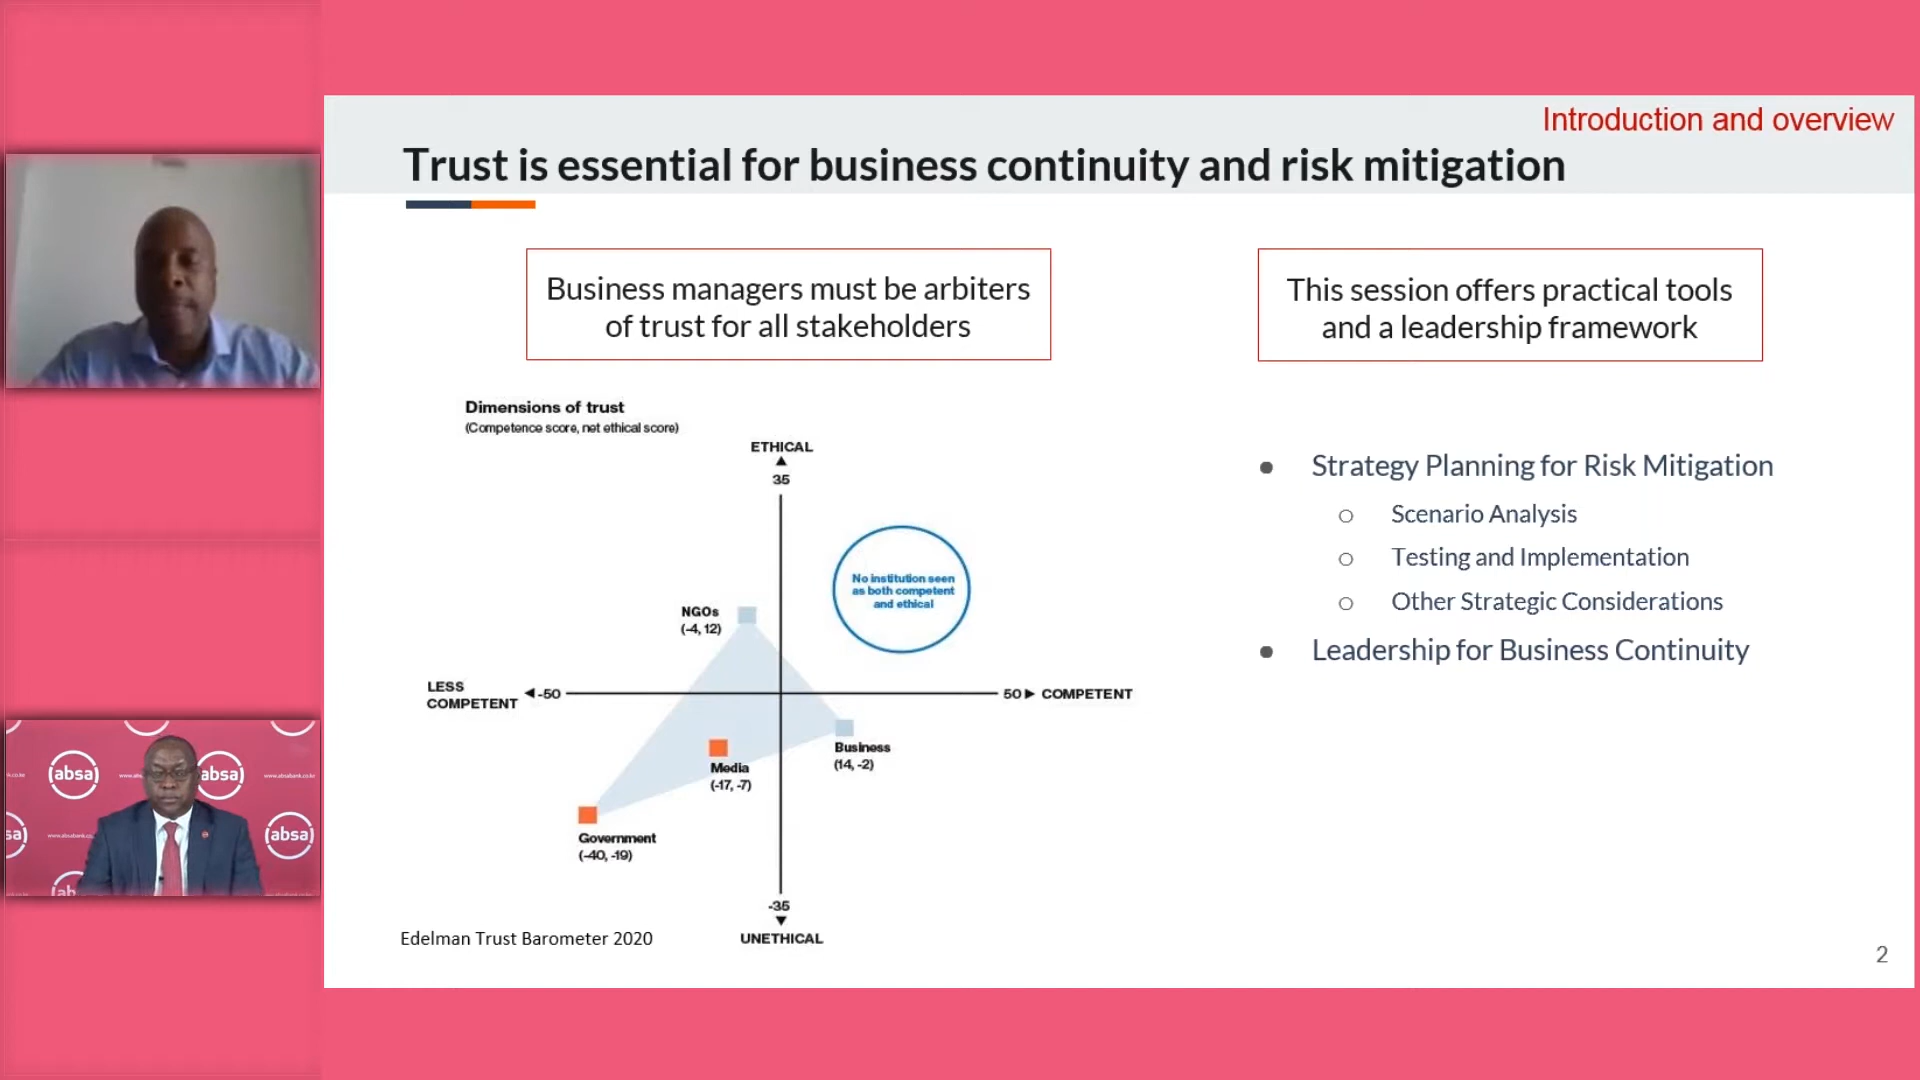 Introduction and overview
Trust is essential for business continuity and risk mitigation
Business managers must be arbiters
of trust for all stakeholders
This session offers practical tools
and a leadership framework
Dimensions of trust
(Competence score, net ethical score)
ETHICAL
35
No institution seen
as both competent
and ethical
NGOs
(-4, 12)
LESS
COMPETENT
-50
50
COMPETENT
Business
(14, -2)
Media
(-17, -7)
Government
(-40, -19)
-35
UNETHICAL
Edelman Trust Barometer 2020
● Strategy Planning for Risk Mitigation
○ Scenario Analysis
○ Testing and Implementation
○ Other Strategic Considerations
● Leadership for Business Continuity
2
absa
absa
www.absabank.co.ke
absa